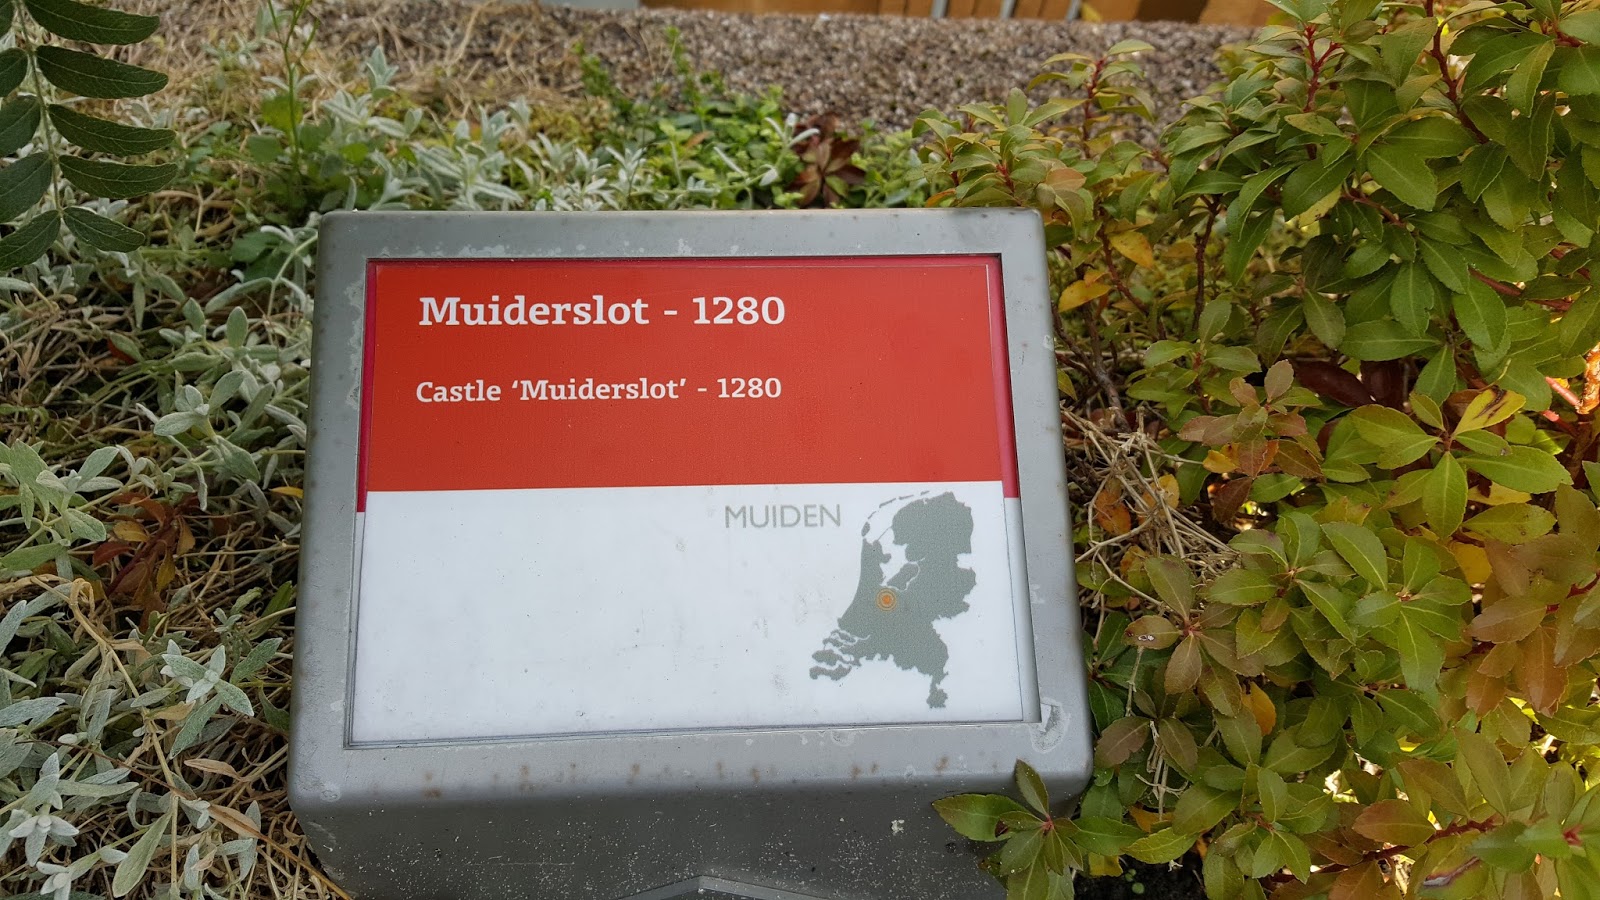 Muiderslot - 1280
Castle ‘Muiderslot’ - 1280
MUIDEN